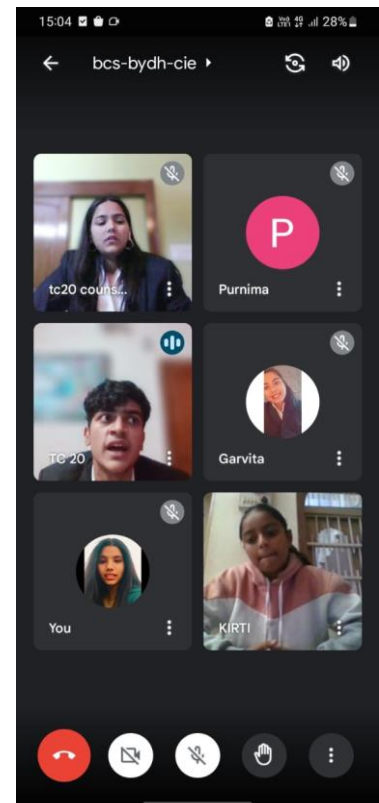 15:04 28%
bcs-bydh-cie
tc20 couns...
P
Purnima
TC 20
Garvita
You
KIRTI